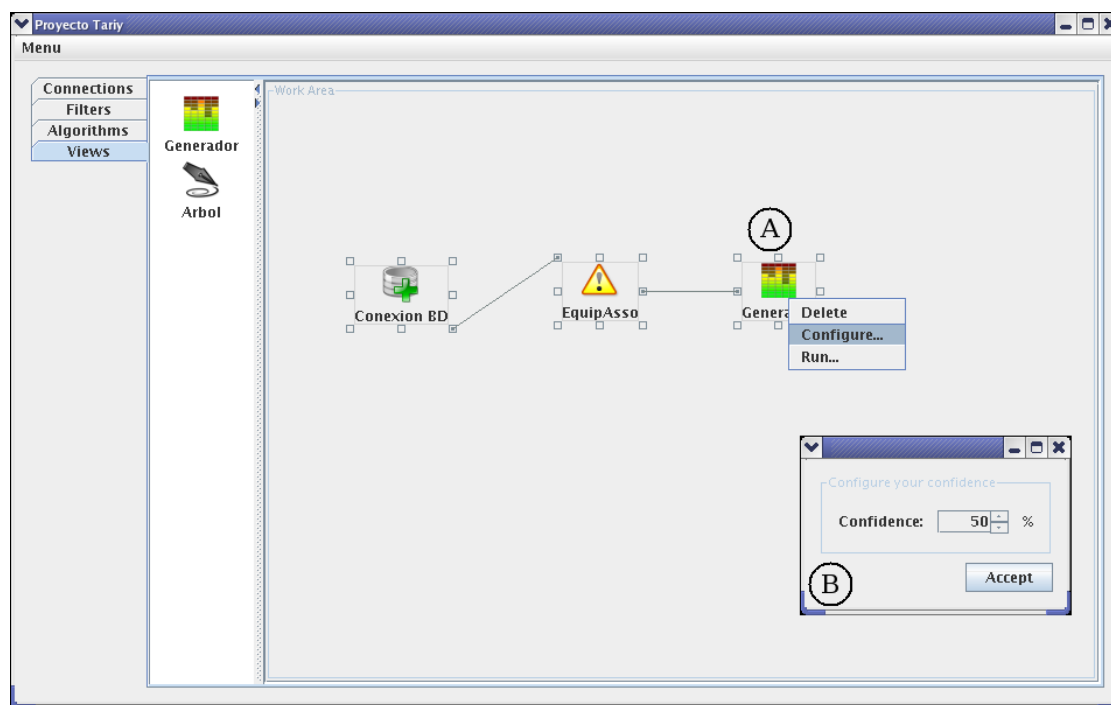 Proyecto Tariy
Menu
Connections
Filters
Algorithms
Views
Generador
Arbol
Work Area
A
Conexion BD
EquipAsso
Genera
Delete
Configure...
Run...
Configure your confidence
Confidence: 50 %
Accept
B